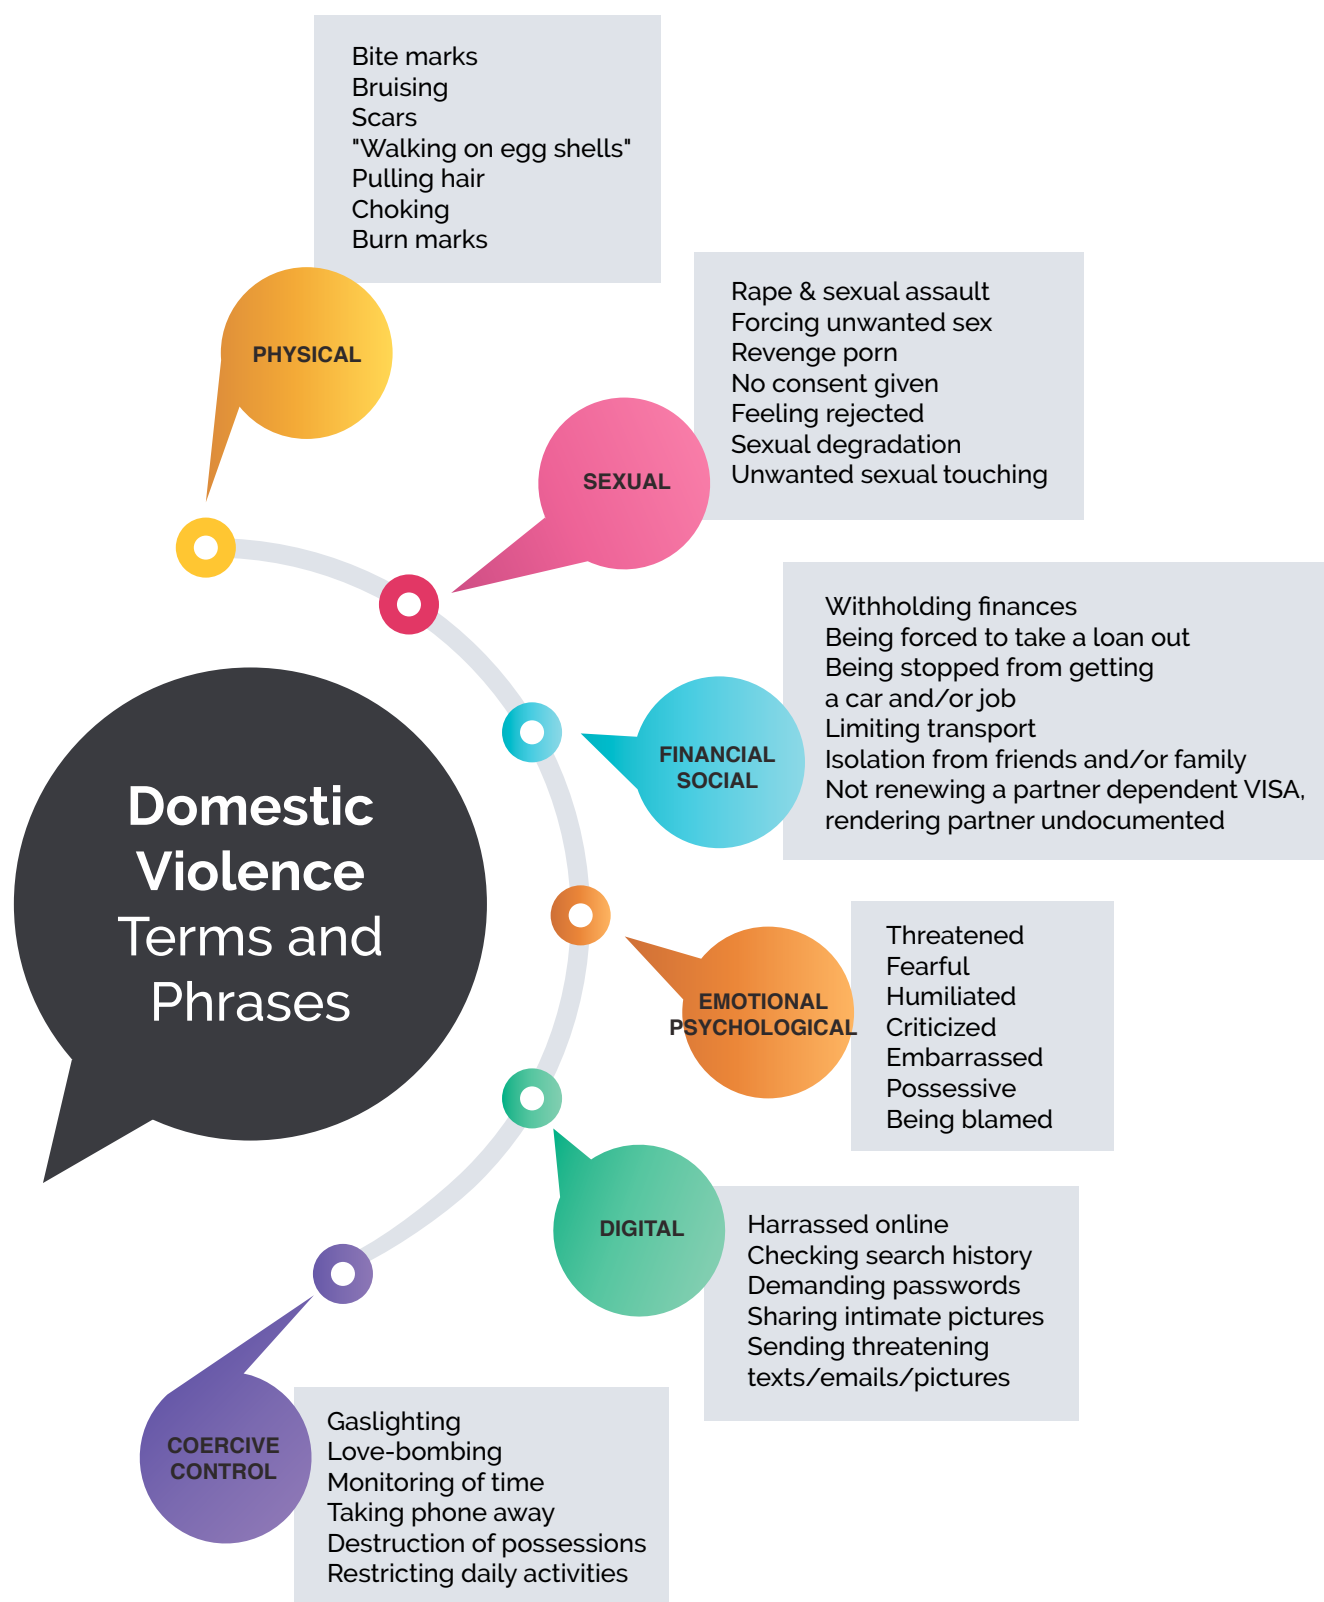 Bite marks
Bruising
Scars
"Walking on egg shells"
Pulling hair
Choking
Burn marks
PHYSICAL
Rape & sexual assault
Forcing unwanted sex
Revenge porn
No consent given
Feeling rejected
Sexual degradation
Unwanted sexual touching
SEXUAL
Withholding finances
Being forced to take a loan out
Being stopped from getting
a car and/or job
Limiting transport
Isolation from friends and/or family
Not renewing a partner dependent VISA,
rendering partner undocumented
FINANCIAL
SOCIAL
Domestic
Violence
Terms and
Phrases
Threatened
Fearful
Humiliated
Criticized
Embarrassed
Possessive
Being blamed
EMOTIONAL
PSYCHOLOGICAL
Harrassed online
Checking search history
Demanding passwords
Sharing intimate pictures
Sending threatening
texts/emails/pictures
DIGITAL
Gaslighting
Love-bombing
Monitoring of time
Taking phone away
Destruction of possessions
Restricting daily activities
COERCIVE
CONTROL